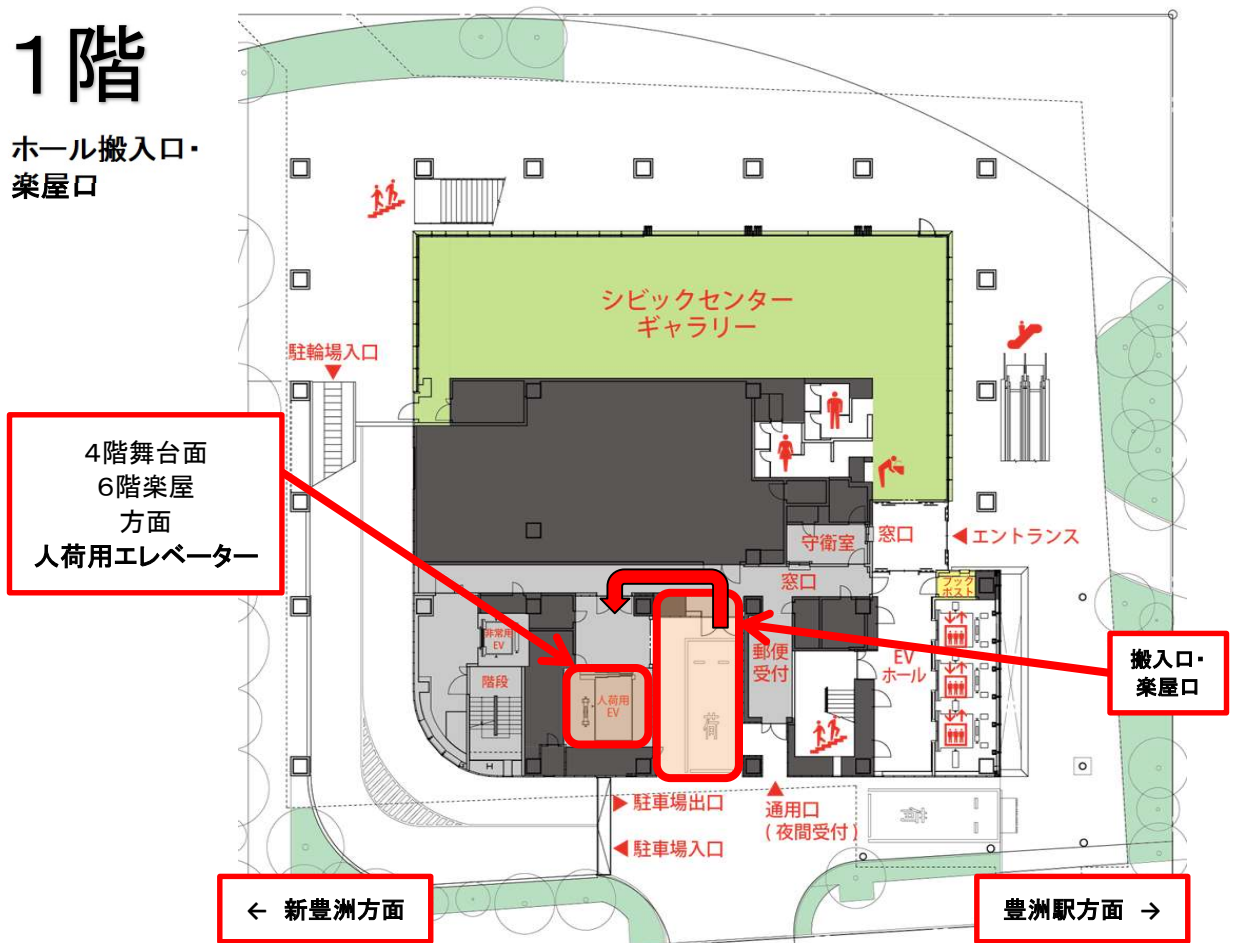 1階
ホール搬入口・
楽屋口
シビックセンター
ギャラリー
駐輪場入口
4階舞台面
6階楽屋
方面
人荷用エレベーター
守衛室
窓口
エントランス
窓口
ブック
ポスト
非常用
EV
階段
人荷用
EV
荷
郵便
受付
EV
ホール
搬入口・
楽屋口
H
駐車場出口
通用口
(夜間受付)
荷
駐車場入口
← 新豊洲方面
豊洲駅方面 →